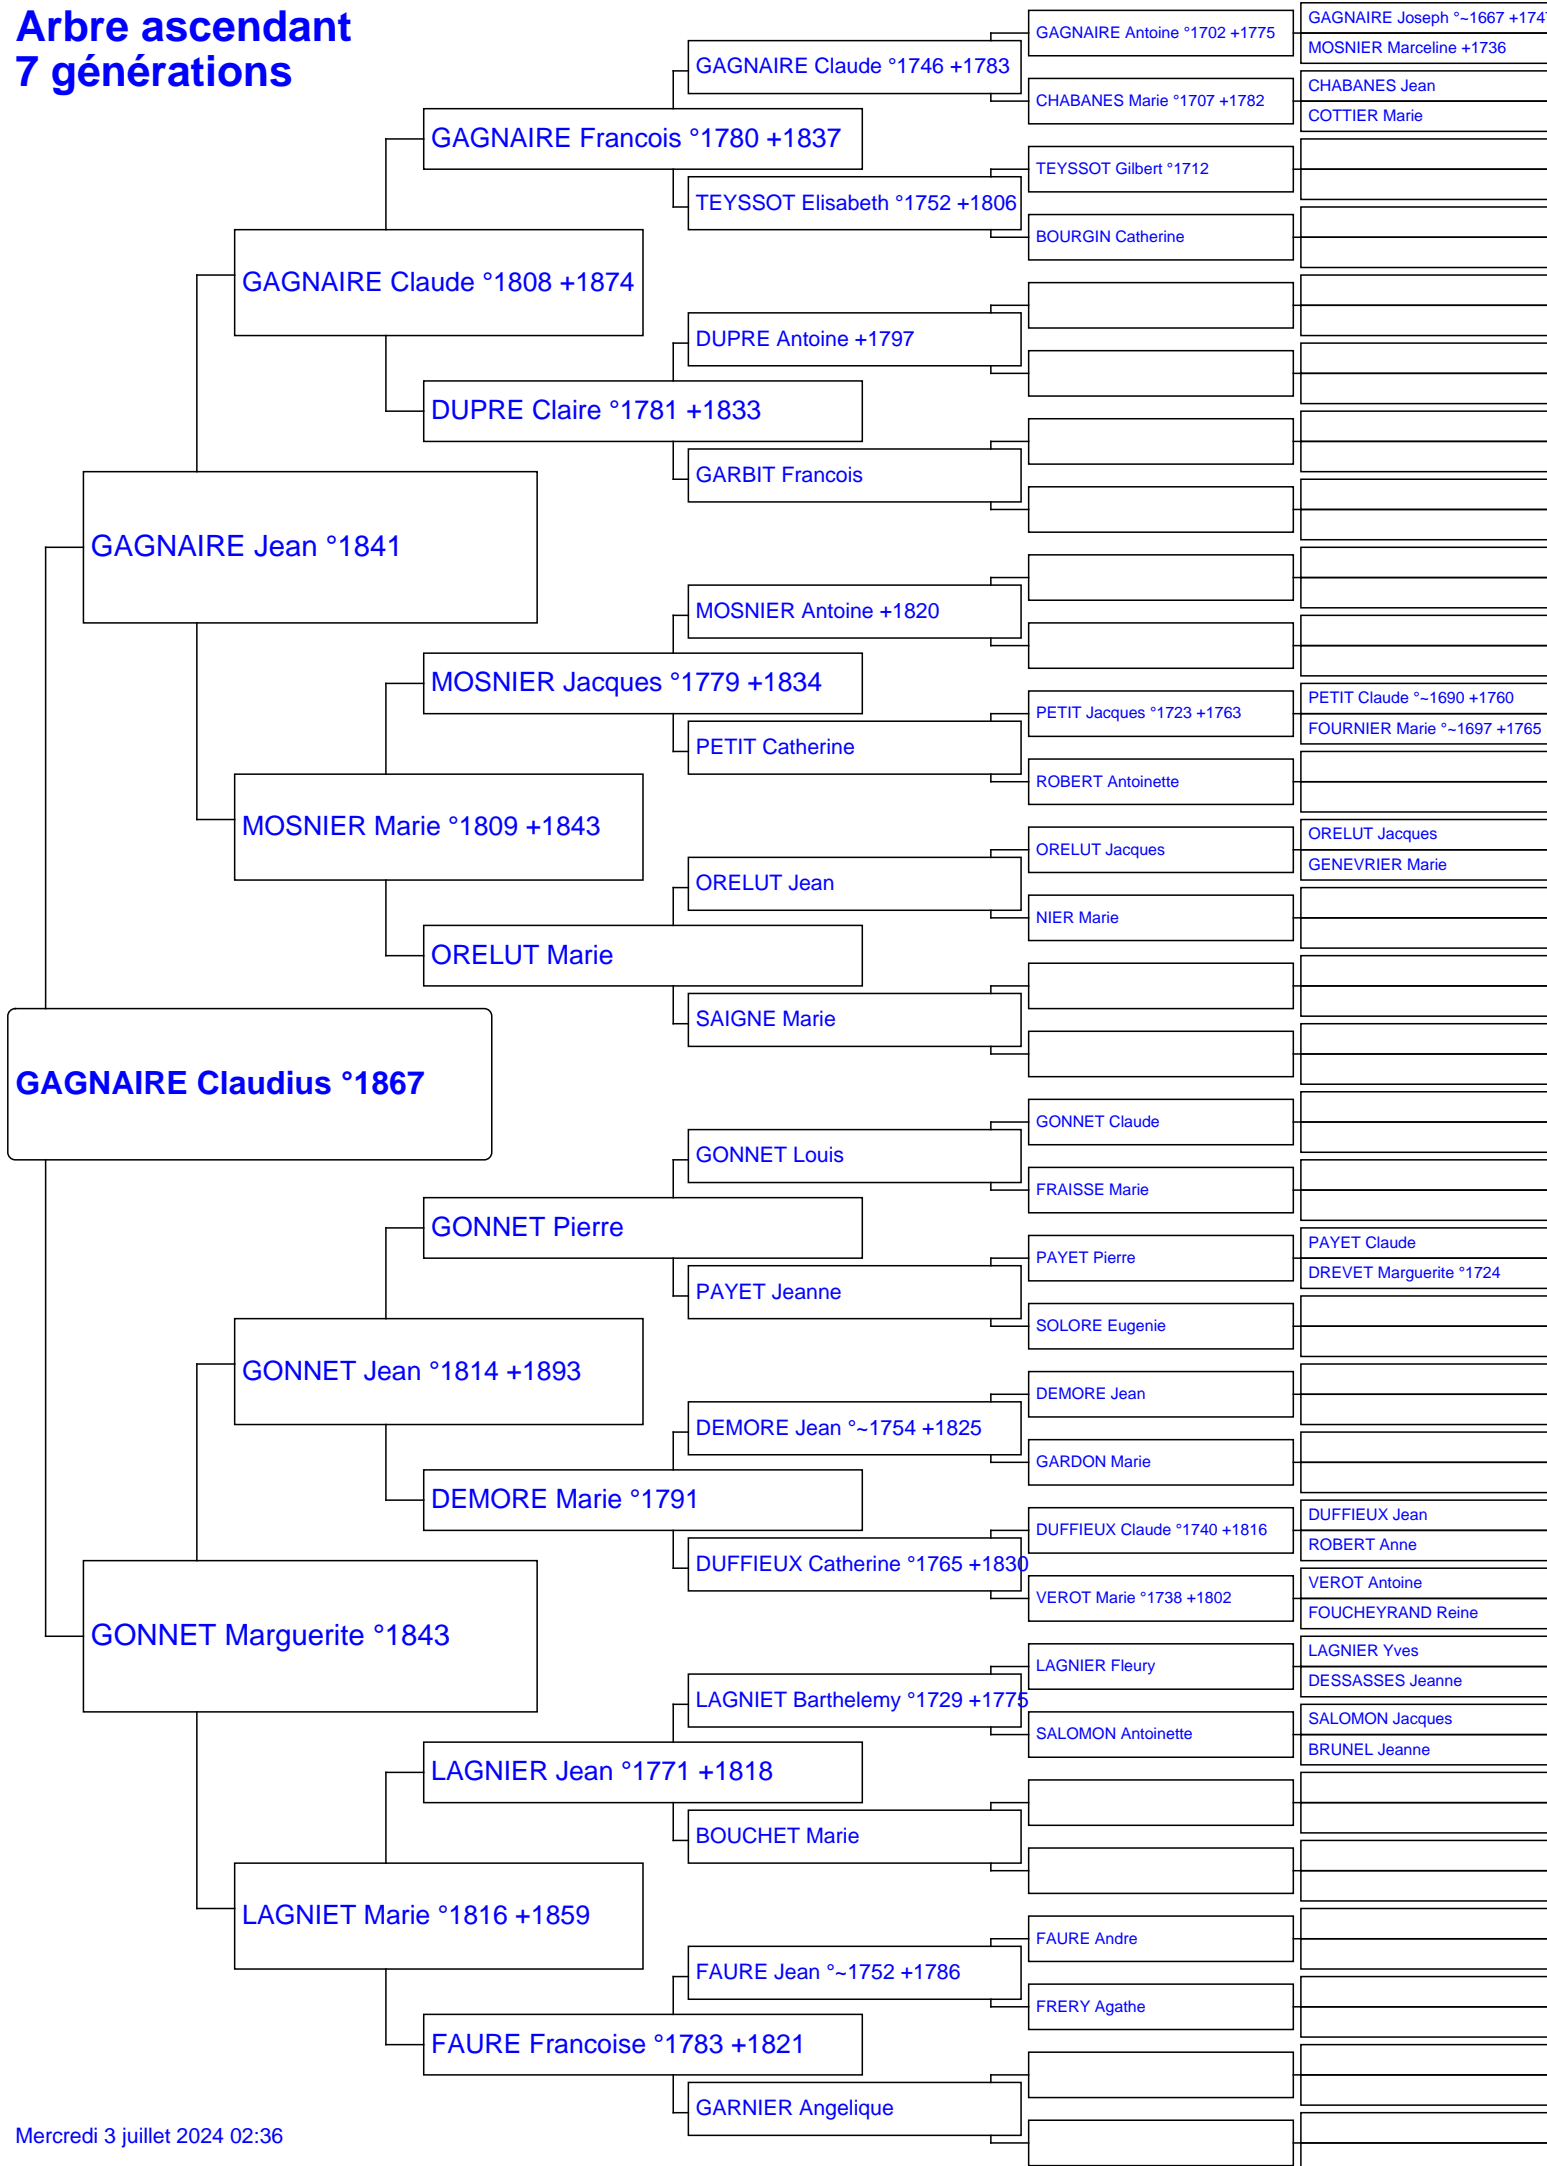 Arbre ascendant
7 générations
GAGNAIRE Claudius °1867
GAGNAIRE Jean °1841
GONNET Marguerite °1843
GAGNAIRE Claude °1808 +1874
MOSNIER Marie °1809 +1843
GONNET Jean °1814 +1893
LAGNIET Marie °1816 +1859
GAGNAIRE Francois °1780 +1837
DUPRE Claire °1781 +1833
MOSNIER Jacques °1779 +1834
ORELUT Marie
GONNET Pierre
DEMORE Marie °1791
LAGNIER Jean °1771 +1818
FAURE Francoise °1783 +1821
GAGNAIRE Claude °1746 +1783
TEYSSOT Elisabeth °1752 +1806
DUPRE Antoine +1797
GARBIT Francois
MOSNIER Antoine +1820
PETIT Catherine
ORELUT Jean
SAIGNE Marie
GONNET Louis
PAYET Jeanne
DEMORE Jean °~1754 +1825
DUFFIEUX Catherine °1765 +1830
LAGNIET Barthelemy °1729 +1775
BOUCHET Marie
FAURE Jean °~1752 +1786
GARNIER Angelique
GAGNAIRE Antoine °1702 +1775
CHABANES Marie °1707 +1782
TEYSSOT Gilbert °1712
BOURGIN Catherine
PETIT Jacques °1723 +1763
ROBERT Antoinette
ORELUT Jacques
NIER Marie
GONNET Claude
FRAISSE Marie
PAYET Pierre
SOLORE Eugenie
DEMORE Jean
GARDON Marie
DUFFIEUX Claude °1740 +1816
VEROT Marie °1738 +1802
LAGNIER Fleury
SALOMON Antoinette
FAURE Andre
FRERY Agathe
GAGNAIRE Joseph °~1667
MOSNIER Marceline +1736
CHABANES Jean
COTTIER Marie
PETIT Claude °~1690 +1760
FOURNIER Marie °~1697 +1765
ORELUT Jacques
GENEVRIER Marie
PAYET Claude
DREVET Marguerite °1724
DUFFIEUX Jean
ROBERT Anne
VEROT Antoine
FOUCHEYRAND Reine
LAGNIER Yves
DESSASSES Jeanne
SALOMON Jacques
BRUNEL Jeanne
Mercredi 3 juillet 2024 02:36